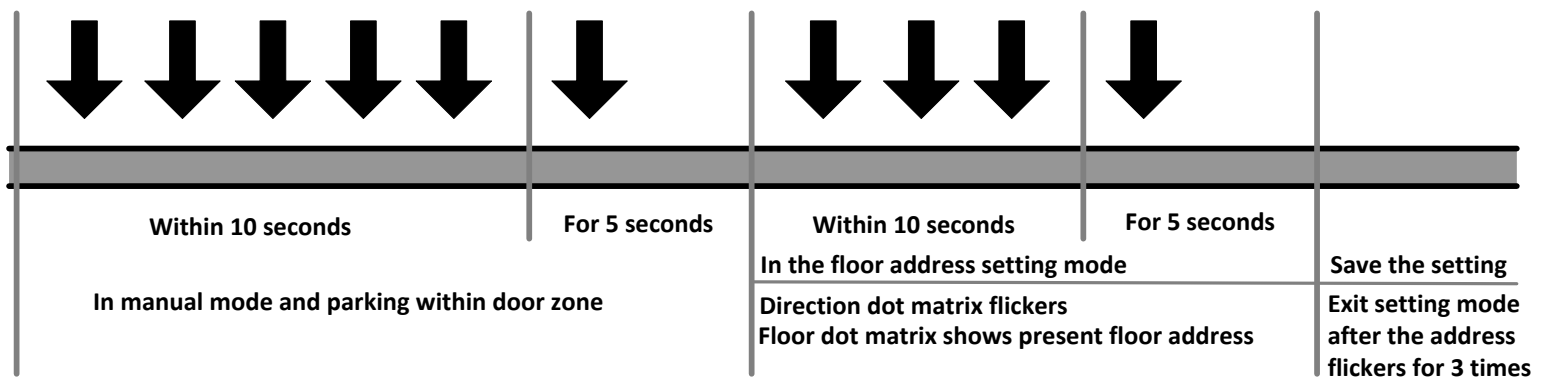 Within 10 seconds
For 5 seconds
Within 10 seconds
For 5 seconds
In the floor address setting mode
Save the setting
In manual mode and parking within door zone
Direction dot matrix flickers
Floor dot matrix shows present floor address
Exit setting mode
after the address
flickers for 3 times